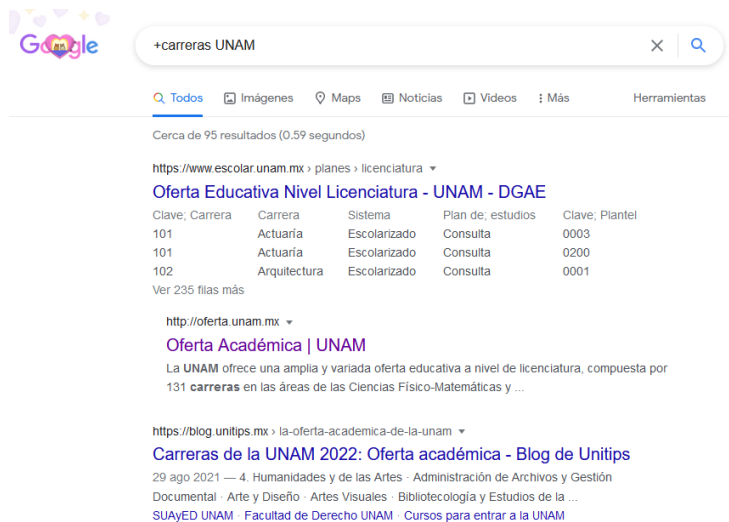 Google
+carreras UNAM
Todos Imágenes Maps Noticias Videos Más Herramientas
Cerca de 95 resultados (0.59 segundos)
https://www.escolar.unam.mx › planes › licenciatura
Oferta Educativa Nivel Licenciatura - UNAM - DGAE
Clave; Carrera Carrera Sistema Plan de; estudios Clave; Plantel
101 Actuaría Escolarizado Consulta 0003
101 Actuaría Escolarizado Consulta 0200
102 Arquitectura Escolarizado Consulta 0001
Ver 235 filas más
http://oferta.unam.mx
Oferta Académica | UNAM
La UNAM ofrece una amplia y variada oferta educativa a nivel de licenciatura, compuesta por
131 carreras en las áreas de las Ciencias Físico-Matemáticas y ...
https://blog.unitips.mx › la-oferta-academica-de-la-unam
Carreras de la UNAM 2022: Oferta académica - Blog de Unitips
29 ago 2021 — 4. Humanidades y de las Artes · Administración de Archivos y Gestión
Documental · Arte y Diseño · Artes Visuales · Bibliotecología y Estudios de la ...
SUAyED UNAM · Facultad de Derecho UNAM · Cursos para entrar a la UNAM